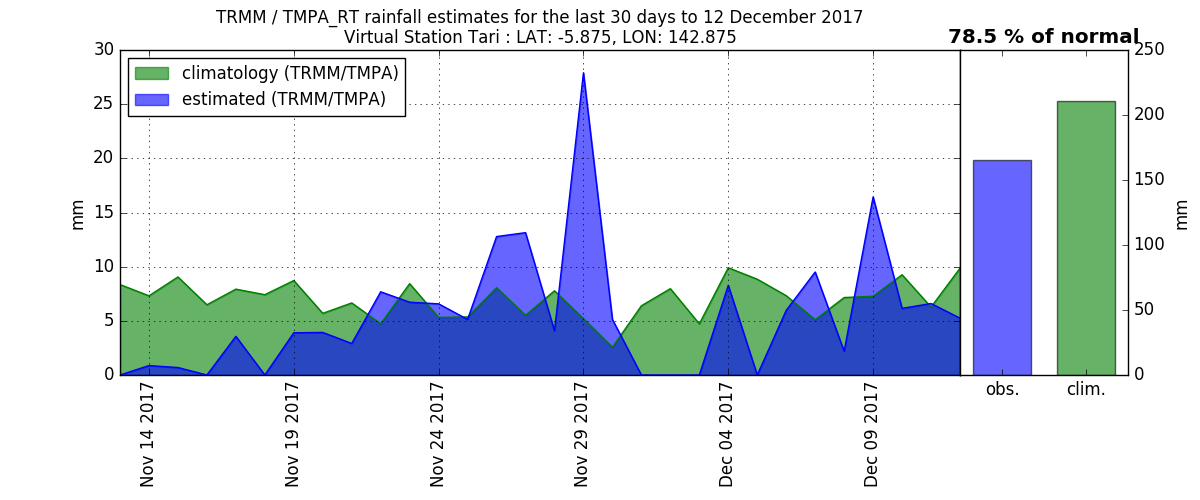 TRMM / TMPA_RT rainfall estimates for the last 30 days to 12 December 2017
Virtual Station Tari : LAT: -5.875, LON: 142.875
78.5 % of normal
climatology (TRMM/TMPA)
estimated (TRMM/TMPA)
30
25
20
15
10
5
0
mm
250
200
150
100
50
0
mm
Nov 14 2017
Nov 19 2017
Nov 24 2017
Nov 29 2017
Dec 04 2017
Dec 09 2017
obs.
clim.